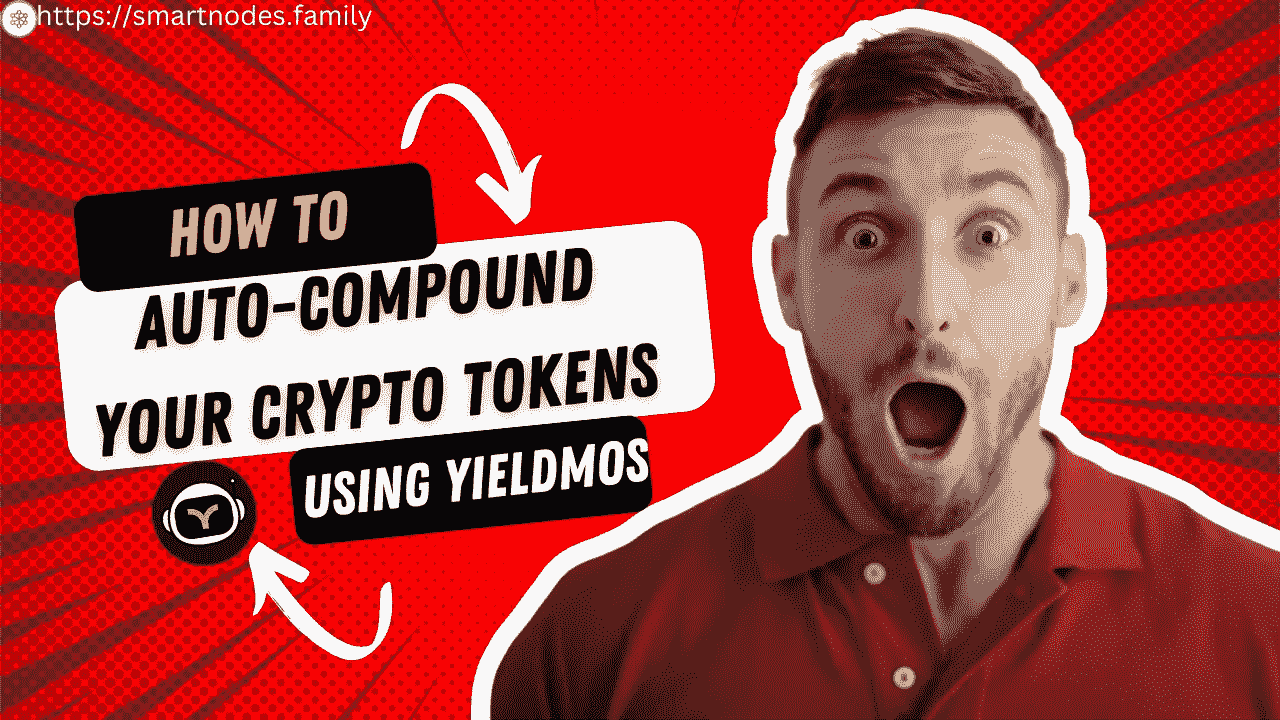 https://smartnodes.family
HOW TO
AUTO-COMPOUND
YOUR CRYPTO TOKENS
USING YIELDMOS